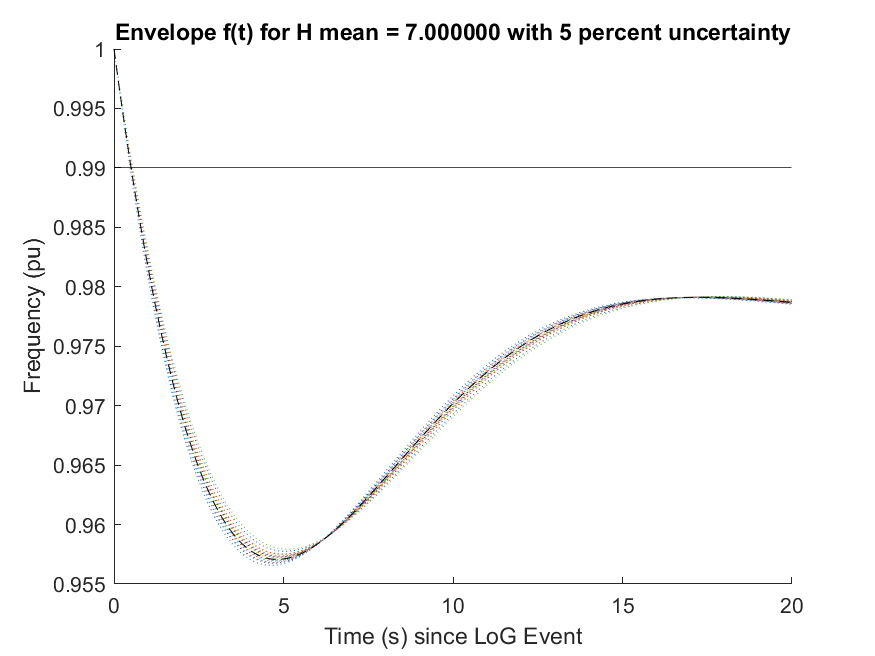 Envelope f(t) for H mean = 7.000000 with 5 percent uncertainty
1
0.995
0.99
0.985
0.98
0.975
0.97
0.965
0.96
0.955
Frequency (pu)
0 5 10 15 20
Time (s) since LoG Event